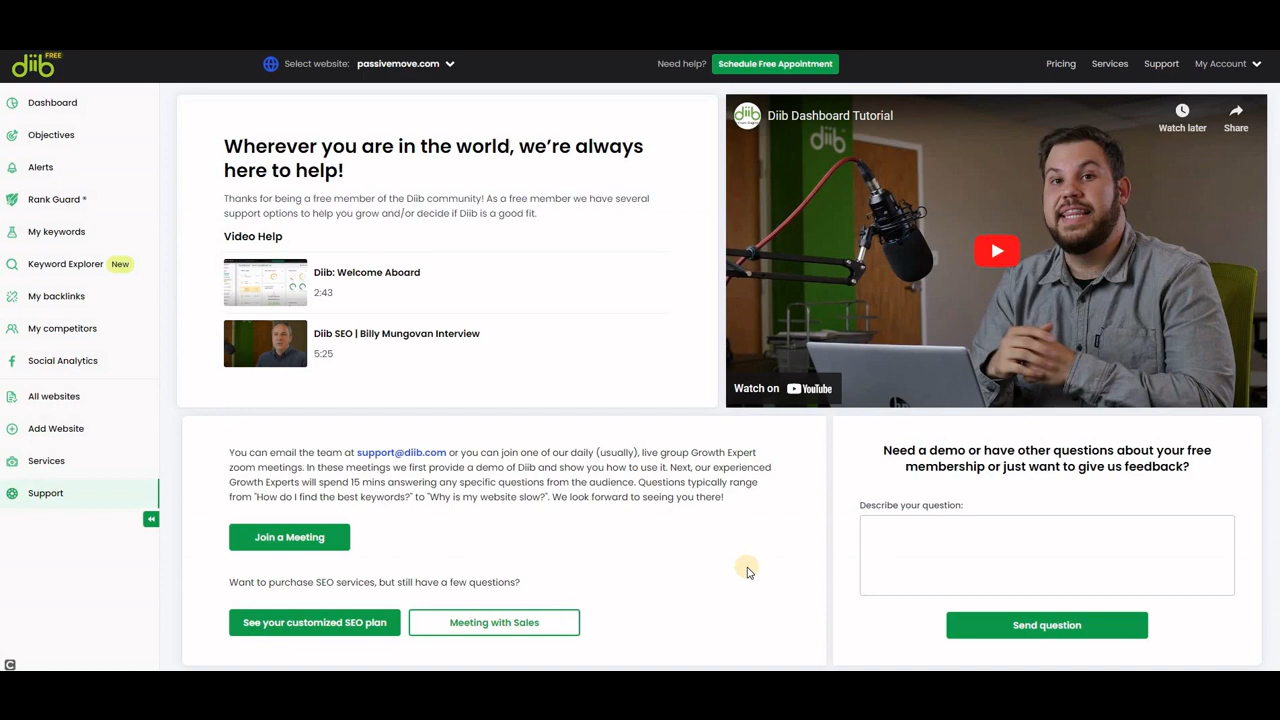 diib FREE
Select website: passivemove.com
Need help?
Schedule Free Appointment
Pricing
Services
Support
My Account
Dashboard
Objectives
Alerts
Rank Guard ®
My keywords
Keyword Explorer New
My backlinks
My competitors
Social Analytics
All websites
Add Website
Services
Support
Wherever you are in the world, we're always
here to help!
Thanks for being a free member of the Diib community! As a free member we have several
support options to help you grow and/or decide if Diib is a good fit.
Video Help
Diib: Welcome Aboard
2:43
Diib SEO | Billy Mungovan Interview
5:25
diib
Diib Dashboard Tutorial
Watch later
Share
diib
hp
Watch on YouTube
You can email the team at support@diib.com or you can join one of our daily (usually), live group Growth Expert
zoom meetings. In these meetings we first provide a demo of Diib and show you how to use it. Next, our experienced
Growth Experts will spend 15 mins answering any specific questions from the audience. Questions typically range
from "How do I find the best keywords?" to "Why is my website slow?". We look forward to seeing you there!
Join a Meeting
Want to purchase SEO services, but still have a few questions?
See your customized SEO plan
Meeting with Sales
Need a demo or have other questions about your free
membership or just want to give us feedback?
Describe your question:
Send question